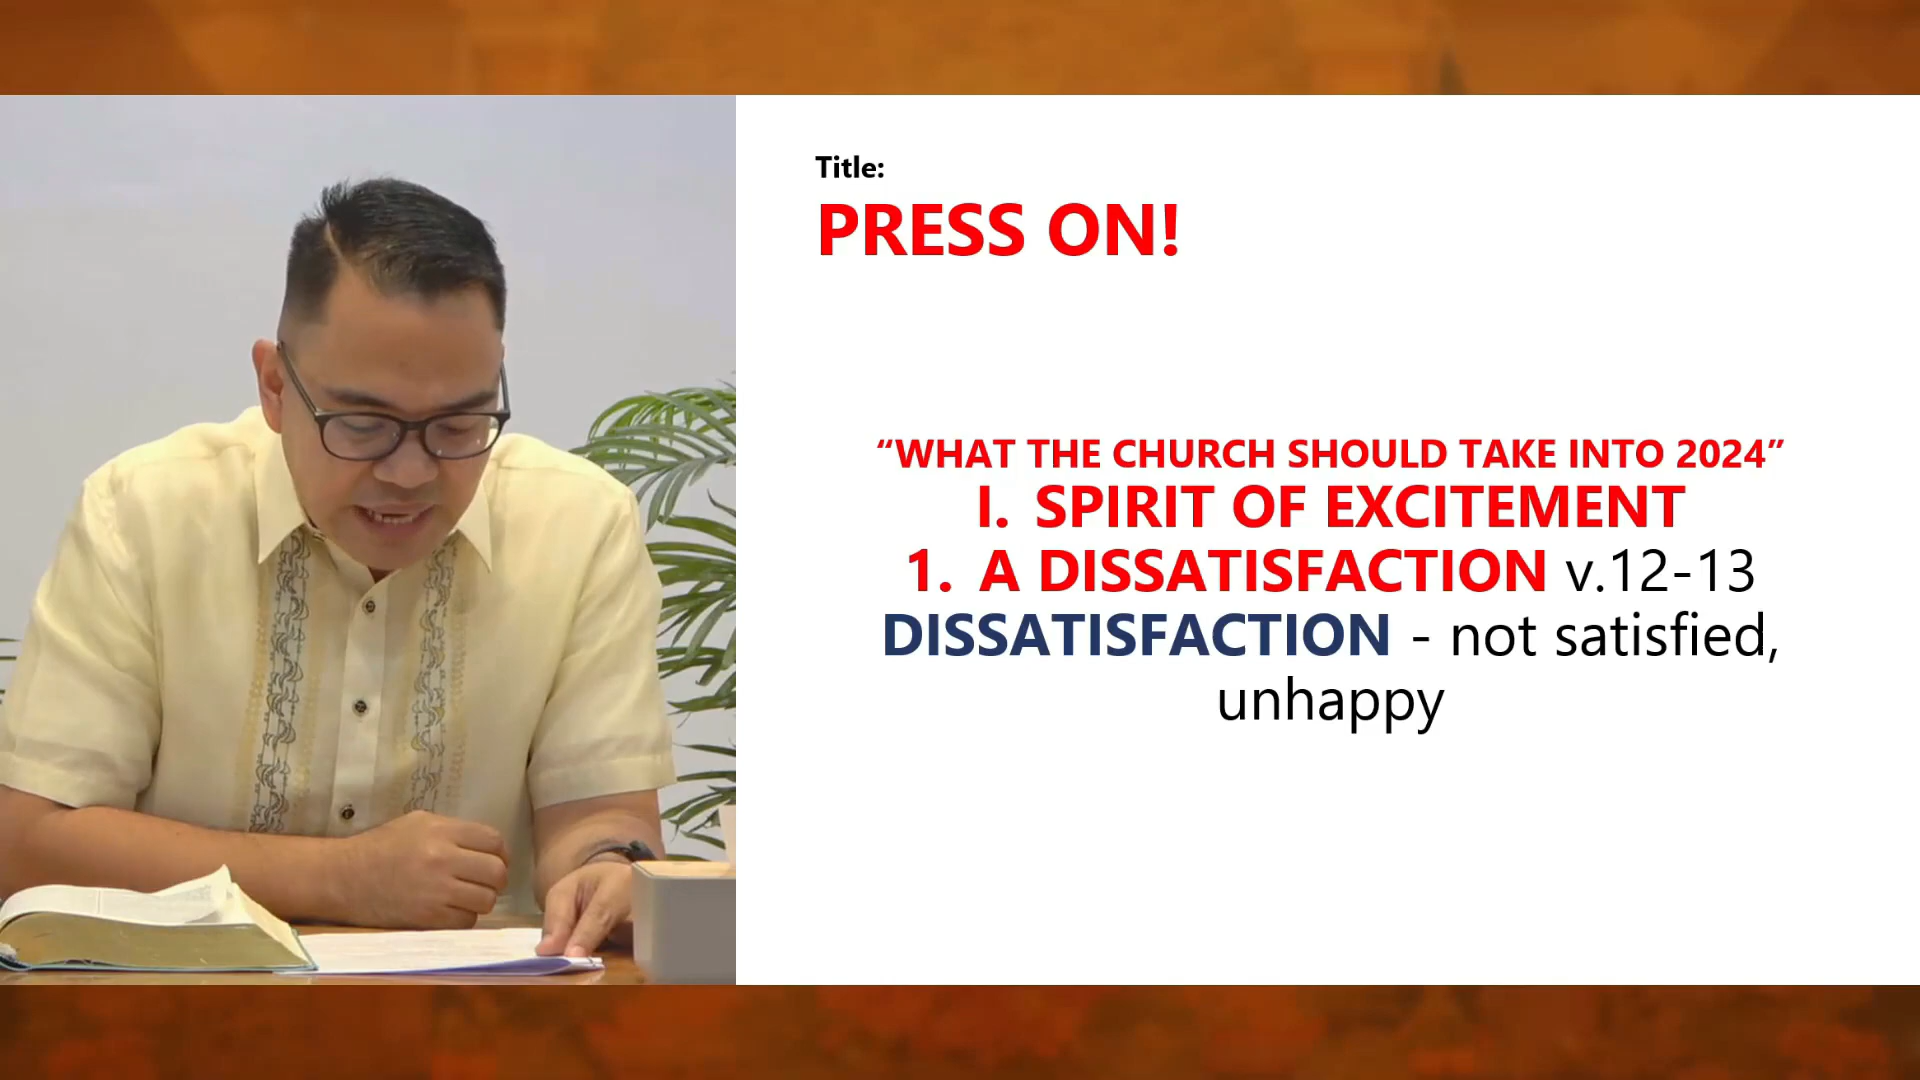 Title:
PRESS ON!
“WHAT THE CHURCH SHOULD TAKE INTO 2024”
I. SPIRIT OF EXCITEMENT
1. A DISSATISFACTION v.12-13
DISSATISFACTION - not satisfied,
unhappy